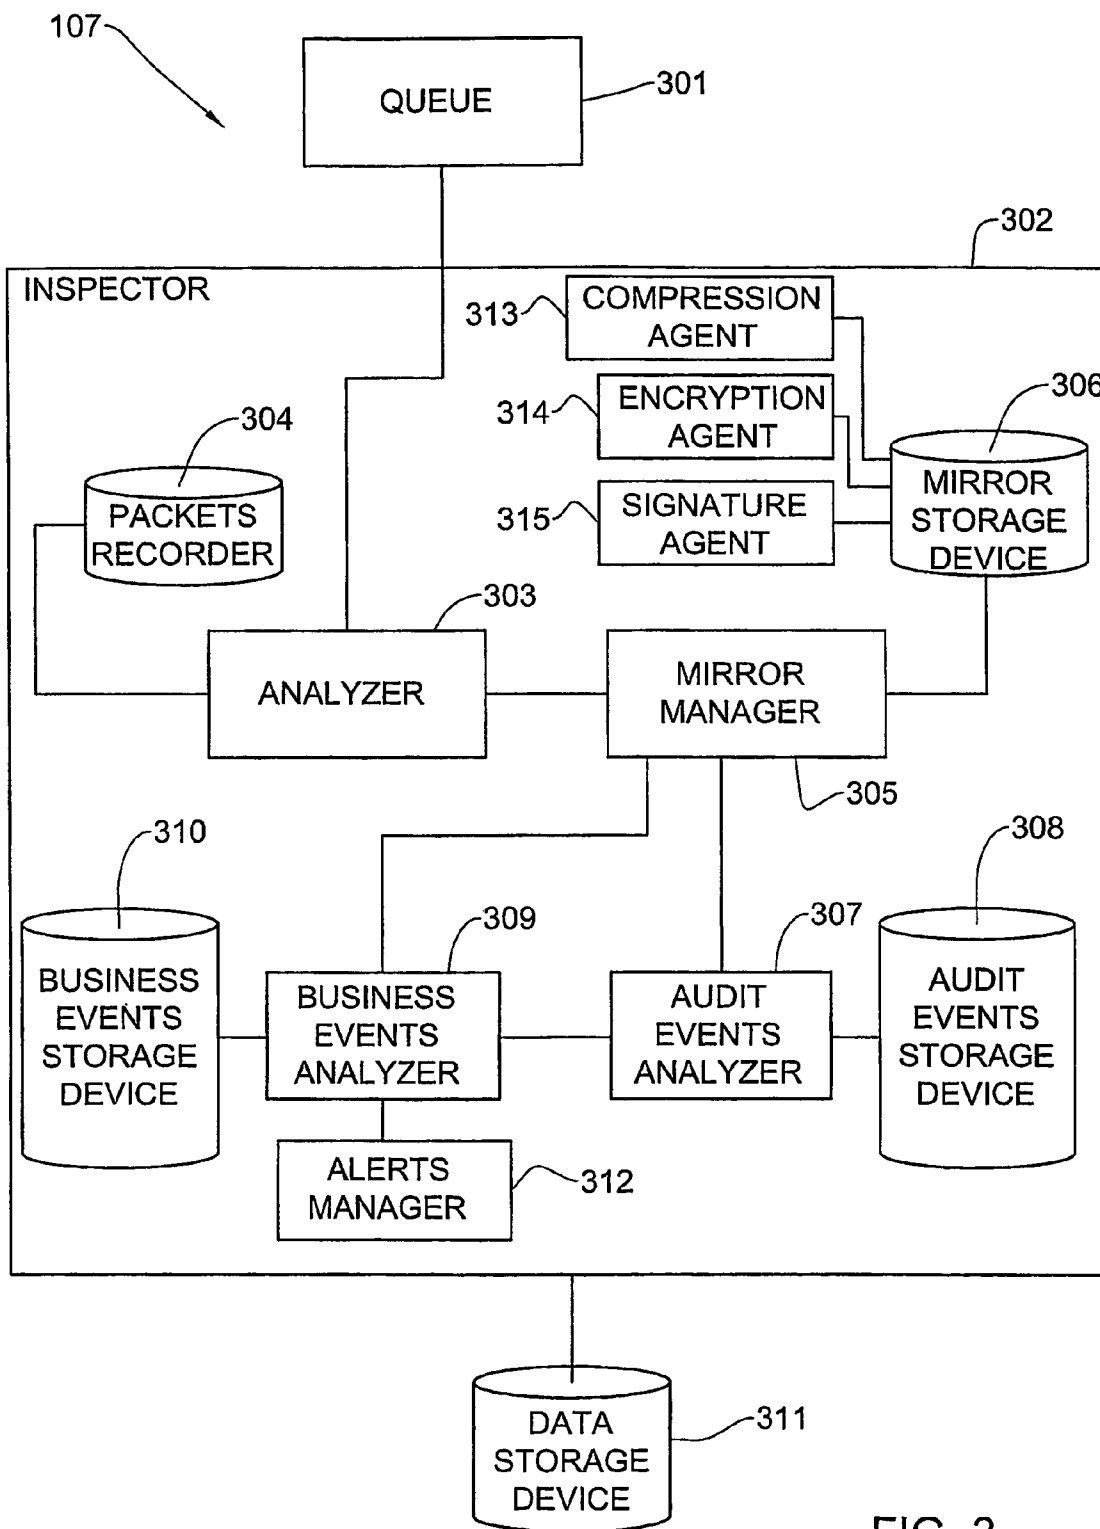 107
QUEUE
301
302
INSPECTOR
313
COMPRESSION
AGENT
314
ENCRYPTION
AGENT
306
304
315
SIGNATURE
AGENT
MIRROR
STORAGE
DEVICE
PACKETS
RECORDER
303
ANALYZER
MIRROR
MANAGER
305
310
308
309
307
BUSINESS
EVENTS
STORAGE
DEVICE
BUSINESS
EVENTS
ANALYZER
AUDIT
EVENTS
ANALYZER
AUDIT
EVENTS
STORAGE
DEVICE
ALERTS
MANAGER
312
DATA
STORAGE
DEVICE
311